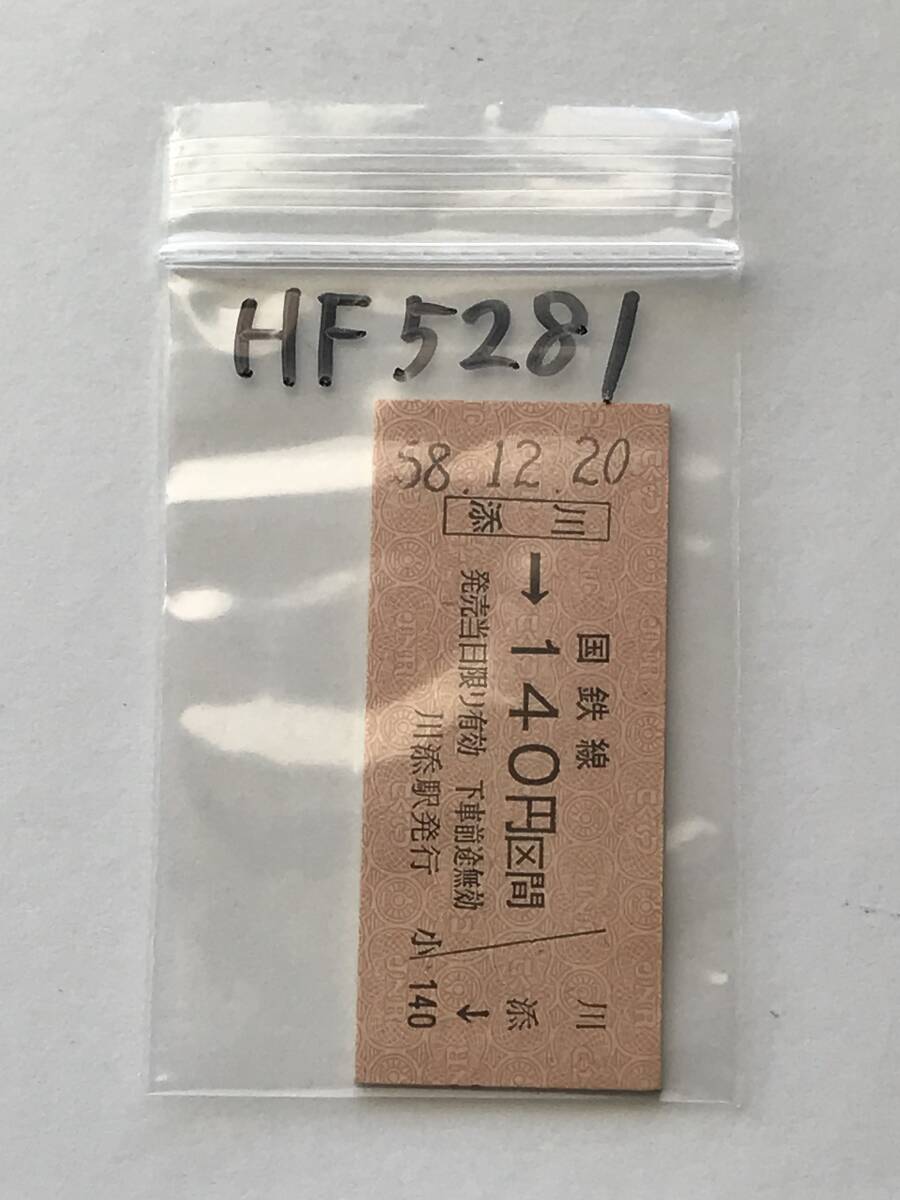 HF5281
58.12.20
川添
国鉄線
→140円区間
発売当日限り有効 下車前途無効
川添駅発行
川添→
小 140